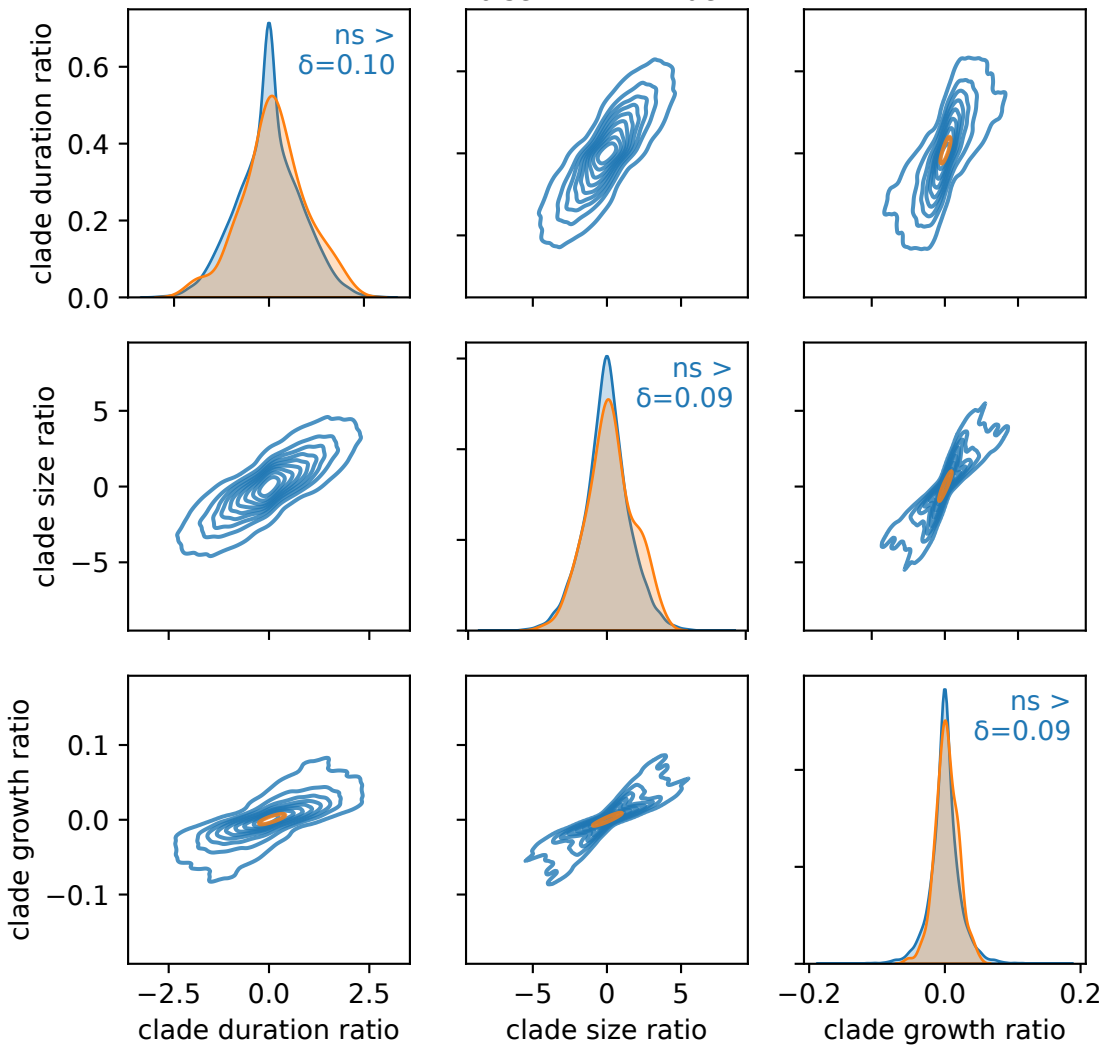 clade duration ratio
0.6
0.4
0.2
0.0
ns >
δ=0.10
clade size ratio
5
0
−5
ns >
δ=0.09
clade growth ratio
0.1
0.0
−0.1
ns >
δ=0.09
−2.5
0.0
2.5
−5
0
5
−0.2
0.0
0.2
clade duration ratio
clade size ratio
clade growth ratio